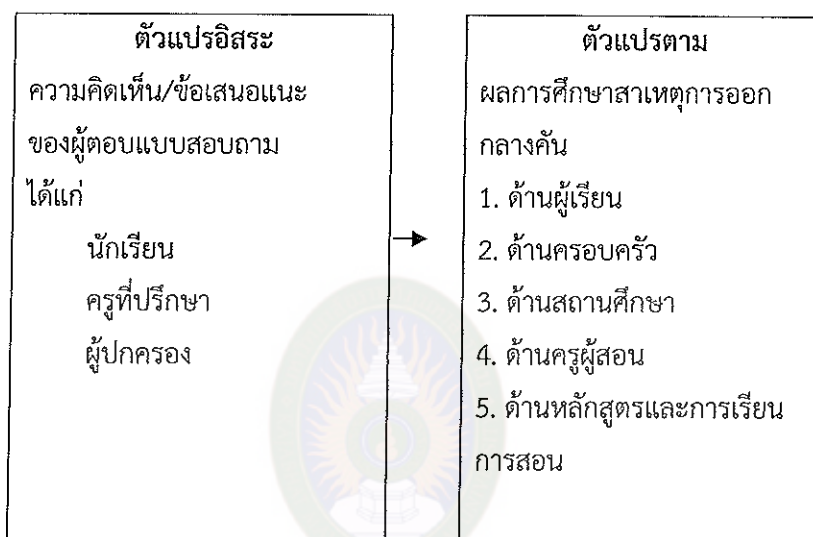 ตัวแปรอิสระ
ความคิดเห็น/ข้อเสนอแนะ
ของผู้ตอบแบบสอบถาม
ได้แก่
นักเรียน
ครูที่ปรึกษา
ผู้ปกครอง
ตัวแปรตาม
ผลการศึกษาสาเหตุการออก
กลางคัน
1. ด้านผู้เรียน
2. ด้านครอบครัว
3. ด้านสถานศึกษา
4. ด้านครูผู้สอน
5. ด้านหลักสูตรและการเรียน
การสอน